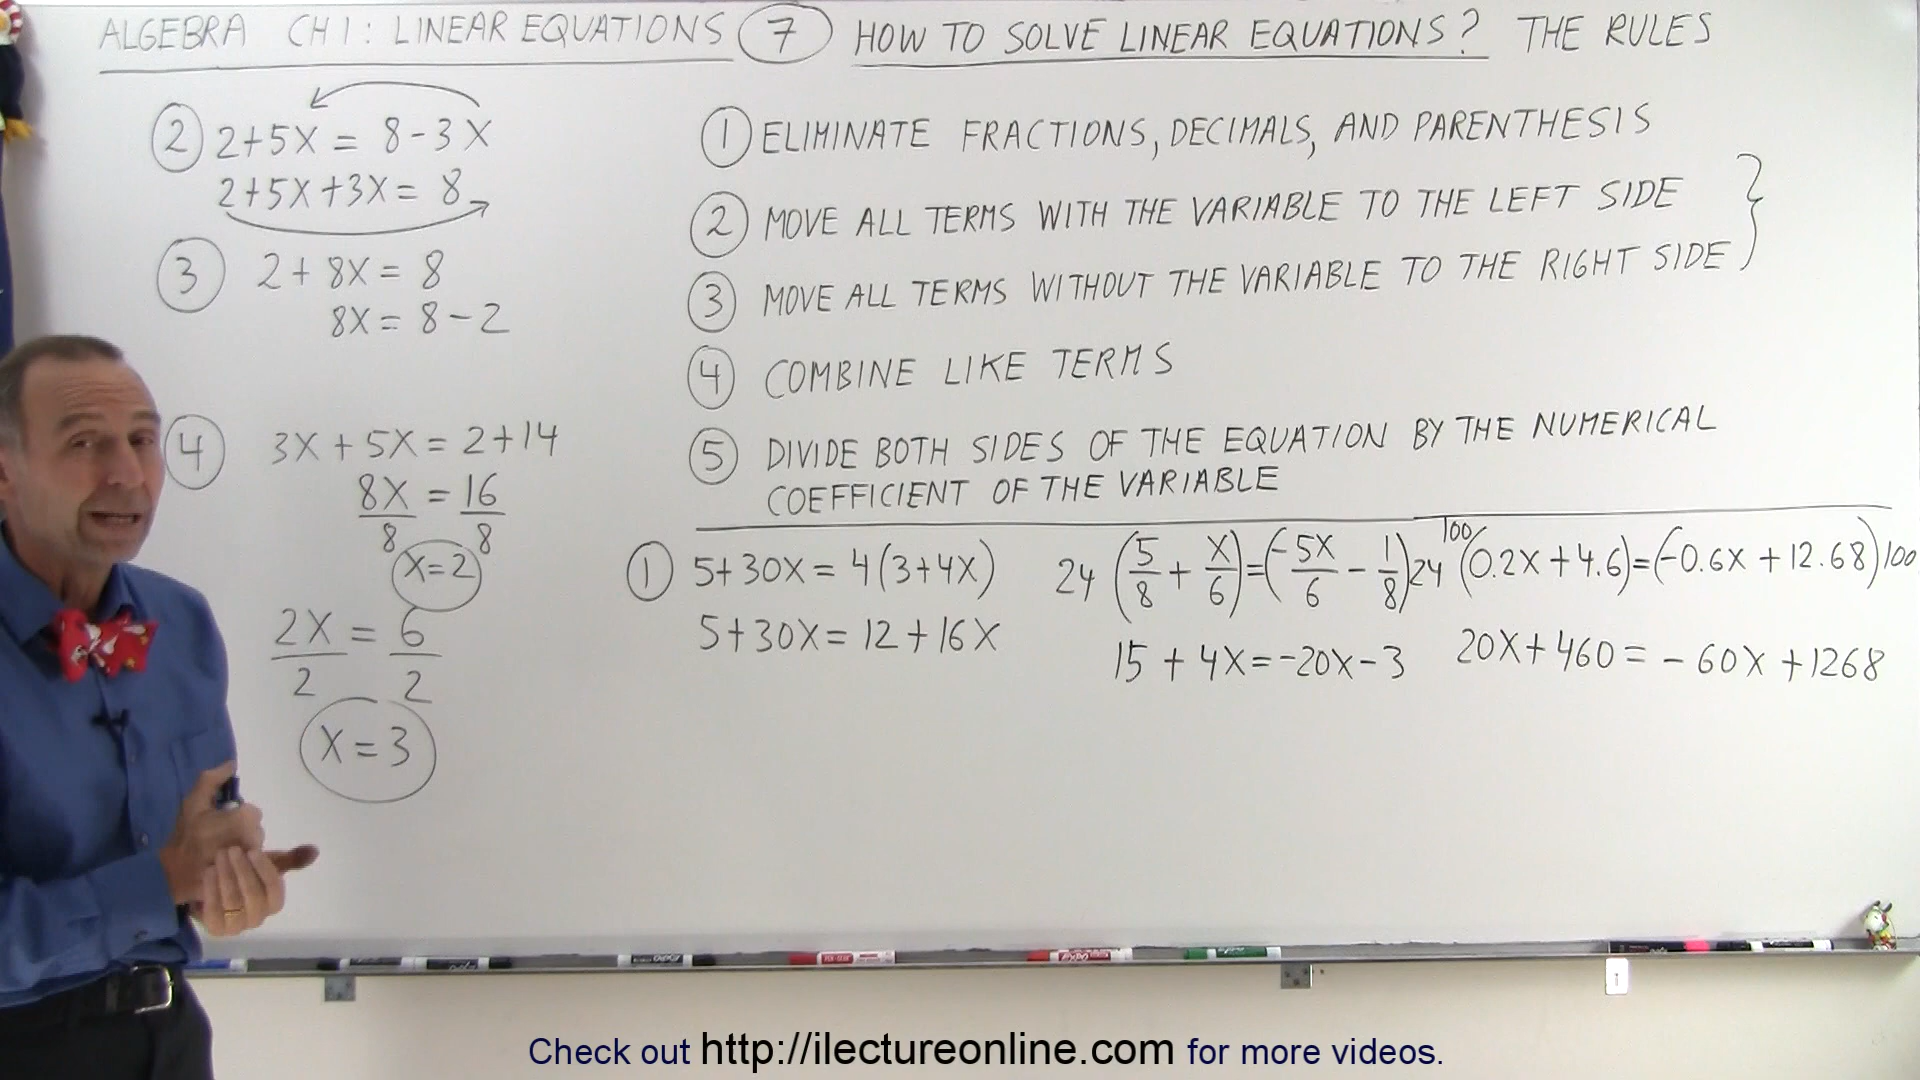 ALGEBRA CH 1: LINEAR EQUATIONS 7 HOW TO SOLVE LINEAR EQUATIONS? THE RULES
2 2+5X = 8-3X
2+5X+3X = 8
3 2+8X = 8
8X = 8-2
4 3X+5X = 2+14
8X/8 = 16/8
X=2
2X/2 = 6/2
X=3
1 ELIMINATE FRACTIONS, DECIMALS, AND PARENTHESIS
2 MOVE ALL TERMS WITH THE VARIABLE TO THE LEFT SIDE
3 MOVE ALL TERMS WITHOUT THE VARIABLE TO THE RIGHT SIDE
4 COMBINE LIKE TERMS
5 DIVIDE BOTH SIDES OF THE EQUATION BY THE NUMERICAL
COEFFICIENT OF THE VARIABLE
1 5+30X = 4(3+4X) 24(5/8 + X/6) = (-5X/6 - 1/8)24 100(0.2X+4.6) = (-0.6X+12.68)100
5+30X = 12+16X 15+4X = -20X-3 20X+460 = -60X+1268
Check out http://ilectureonline.com for more videos.